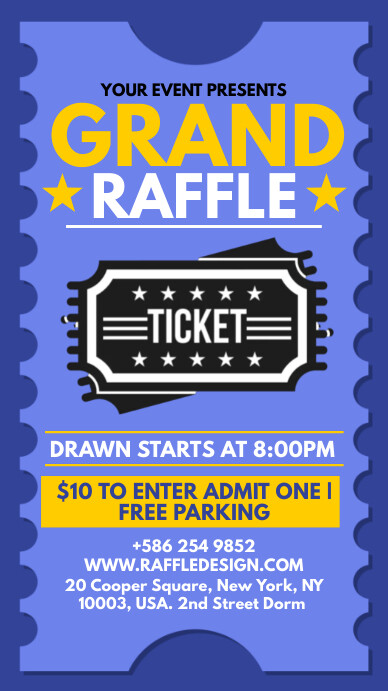 YOUR EVENT PRESENTS
GRAND
RAFFLE
TICKET
DRAWN STARTS AT 8:00PM
$10 TO ENTER ADMIT ONE |
FREE PARKING
+586 254 9852
WWW.RAFFLEDESIGN.COM
20 Cooper Square, New York, NY
10003, USA. 2nd Street Dorm